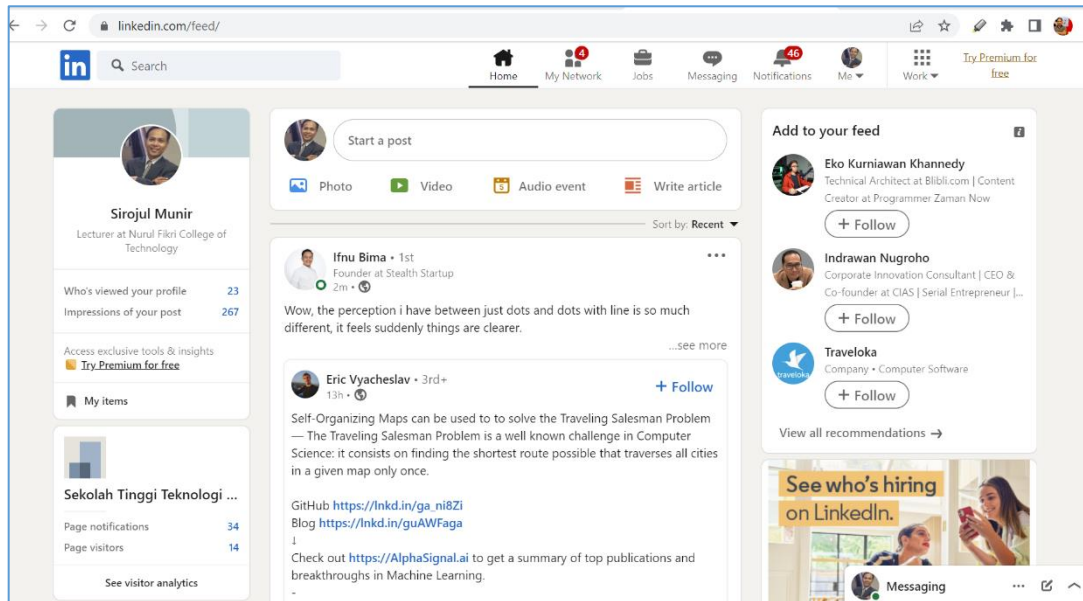 linkedin.com/feed/
in
Search
4
46
Home
My Network
Jobs
Messaging
Notifications
Me
Work
Try Premium for
free
Sirojul Munir
Lecturer at Nurul Fikri College of
Technology
Who's viewed your profile 23
Impressions of your post 267
Access exclusive tools & insights
Try Premium for free
My items
Sekolah Tinggi Teknologi ...
Page notifications 34
Page visitors 14
See visitor analytics
Start a post
Photo
Video
5
Audio event
Write article
Sort by: Recent
Ifnu Bima • 1st
Founder at Stealth Startup
2m •
Wow, the perception i have between just dots and dots with line is so much
different, it feels suddenly things are clearer.
...see more
Eric Vyacheslav • 3rd+
13h •
+ Follow
Self-Organizing Maps can be used to to solve the Traveling Salesman Problem
— The Traveling Salesman Problem is a well known challenge in Computer
Science: it consists on finding the shortest route possible that traverses all cities
in a given map only once.
GitHub https://lnkd.in/ga_ni8Zi
Blog https://lnkd.in/guAWFaga
↓
Check out https://AlphaSignal.ai to get a summary of top publications and
breakthroughs in Machine Learning.
-
Add to your feed
Eko Kurniawan Khannedy
Technical Architect at Blibli.com | Content
Creator at Programmer Zaman Now
+ Follow
Indrawan Nugroho
Corporate Innovation Consultant | CEO &
Co-founder at CIAS | Serial Entrepreneur |...
+ Follow
traveloka
Traveloka
Company • Computer Software
+ Follow
View all recommendations →
See who's hiring
on LinkedIn.
Messaging